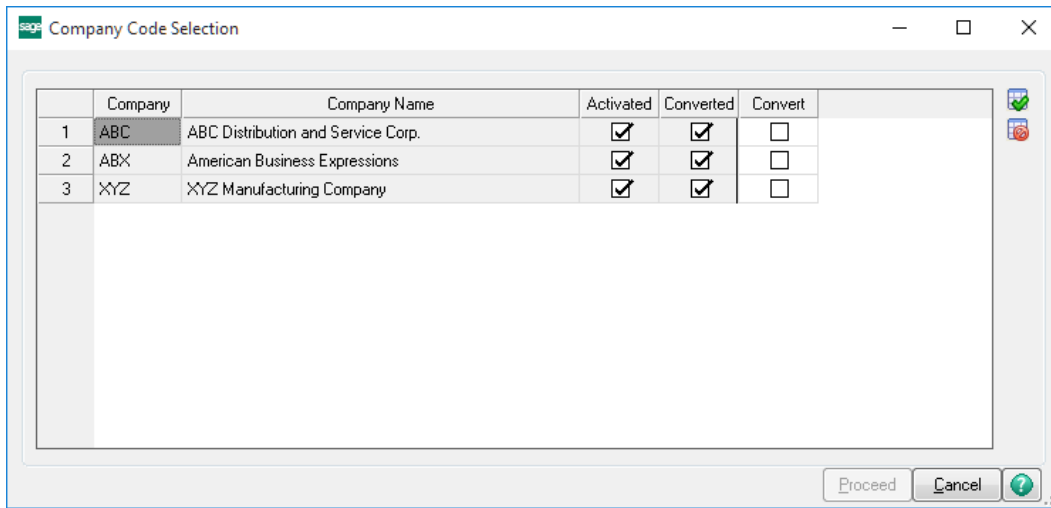 sage Company Code Selection
Company Company Name Activated Converted Convert
1 ABC ABC Distribution and Service Corp.
2 ABX American Business Expressions
3 XYZ XYZ Manufacturing Company
Proceed Cancel ?